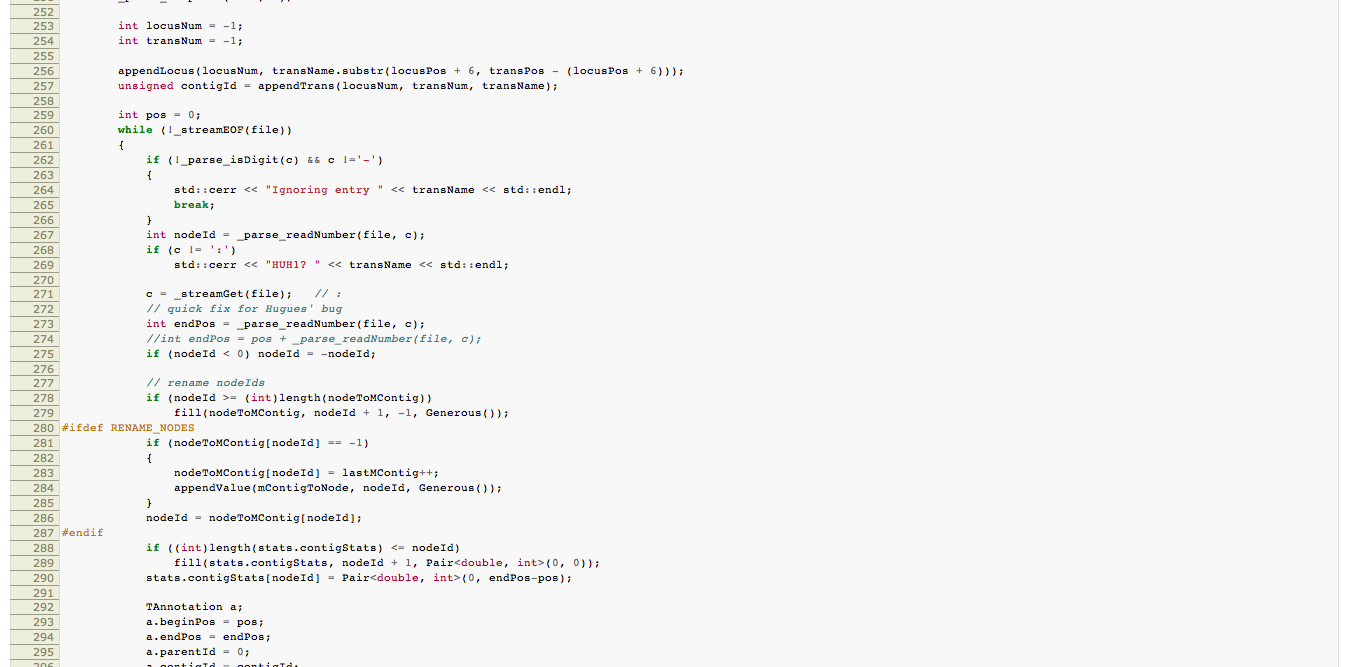 252
253 int locusNum = -1;
254 int transNum = -1;
255
256 appendLocus(locusNum, transName.substr(locusPos + 6, transPos - (locusPos + 6)));
257 unsigned contigId = appendTrans(locusNum, transNum, transName);
258
259 int pos = 0;
260 while (!_streamEOF(file))
261 {
262 if (!_parse_isDigit(c) && c !='-')
263 {
264 std::cerr << "Ignoring entry " << transName << std::endl;
265 break;
266 }
267 int nodeId = _parse_readNumber(file, c);
268 if (c != ':')
269 std::cerr << "HUH1? " << transName << std::endl;
270
271 c = _streamGet(file); // :
272 // quick fix for Hugues' bug
273 int endPos = _parse_readNumber(file, c);
274 //int endPos = pos + _parse_readNumber(file, c);
275 if (nodeId < 0) nodeId = -nodeId;
276
277 // rename nodeIds
278 if (nodeId >= (int)length(nodeToMContig))
279 fill(nodeToMContig, nodeId + 1, -1, Generous());
280 #ifdef RENAME_NODES
281 if (nodeToMContig[nodeId] == -1)
282 {
283 nodeToMContig[nodeId] = lastMContig++;
284 appendValue(mContigToNode, nodeId, Generous());
285 }
286 nodeId = nodeToMContig[nodeId];
287 #endif
288 if ((int)length(stats.contigStats) <= nodeId)
289 fill(stats.contigStats, nodeId + 1, Pair<double, int>(0, 0));
290 stats.contigStats[nodeId] = Pair<double, int>(0, endPos-pos);
291
292 TAnnotation a;
293 a.beginPos = pos;
294 a.endPos = endPos;
295 a.parentId = 0;
296 a.contigId = contigId;